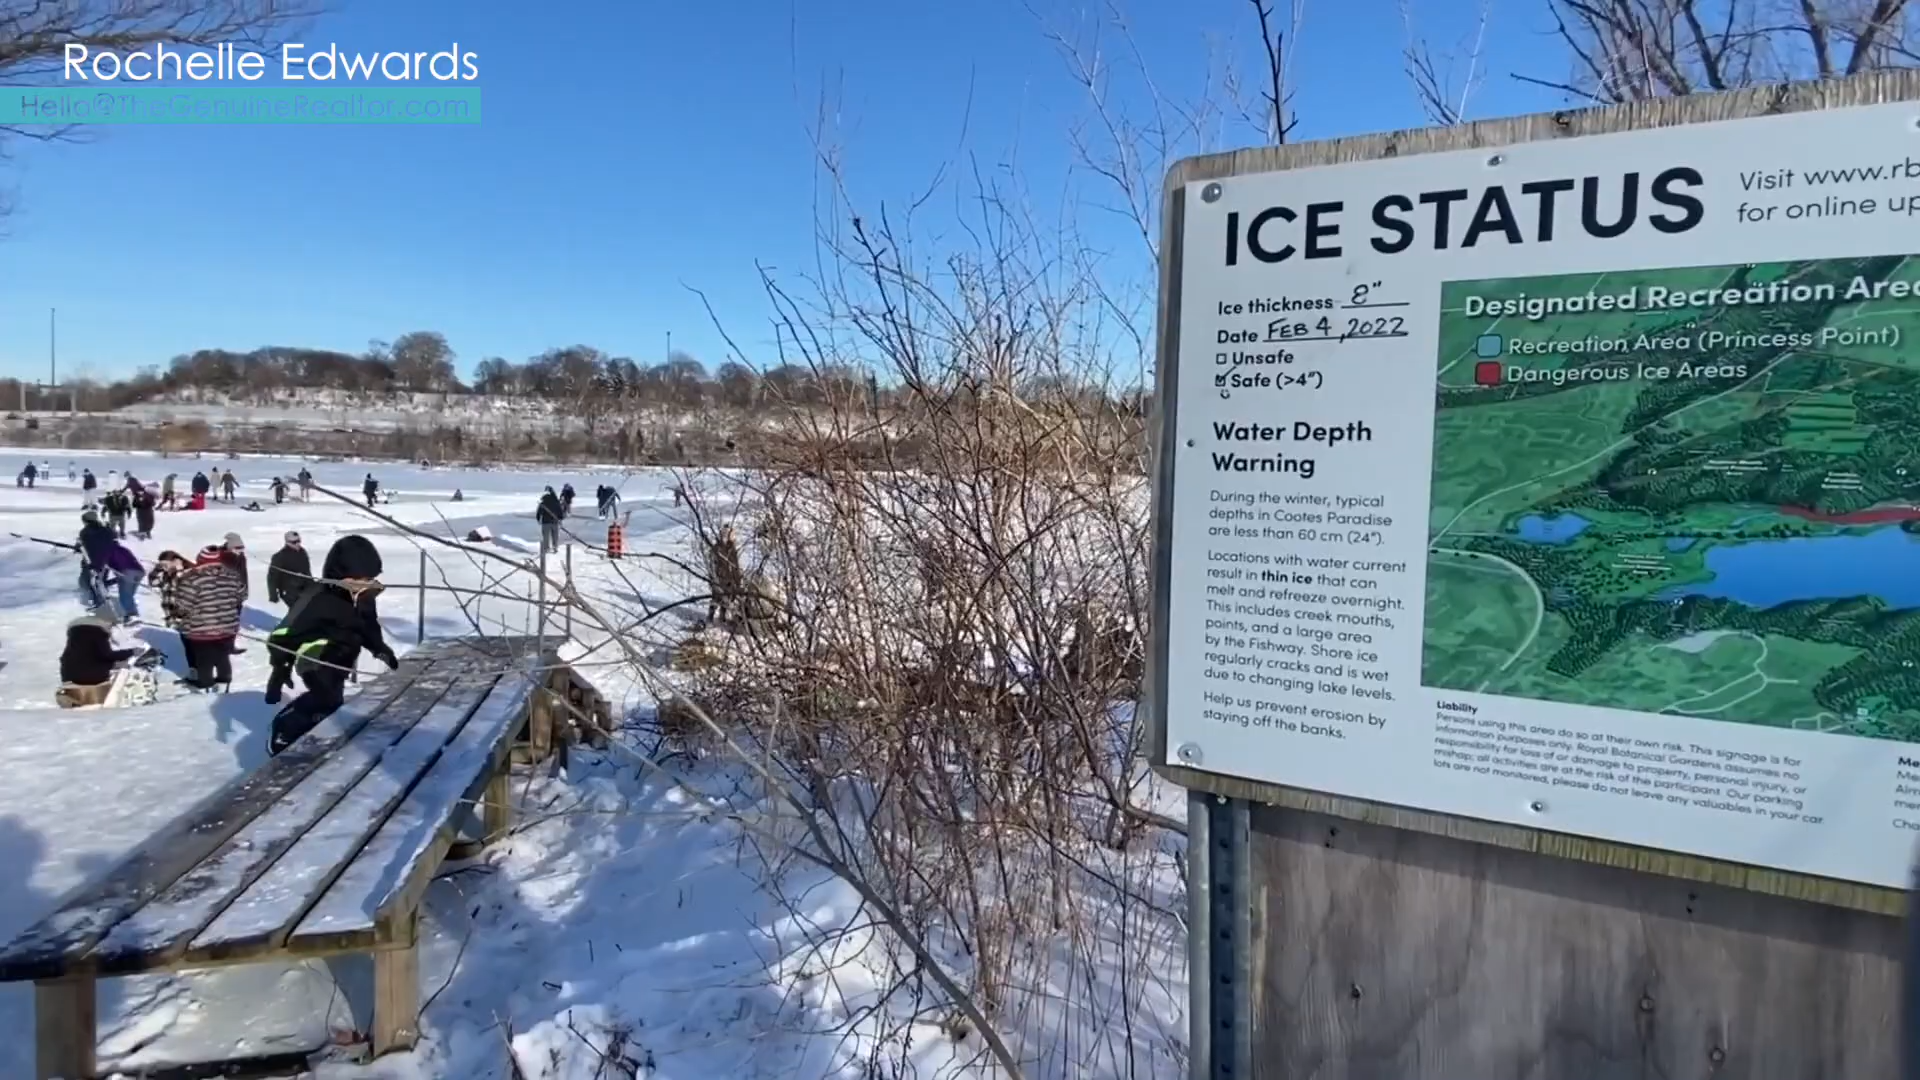 Rochelle Edwards
Hello@TheGenuineRealtor.com
ICE STATUS
Visit www.rb
for online up
Ice thickness 8"
Date FEB 4, 2022
Unsafe
Safe (>4")
Water Depth
Warning
During the winter, typical
depths in Cootes Paradise
are less than 60 cm (24").
Locations with water current
result in thin ice that can
melt and refreeze overnight.
This includes creek mouths,
points, and a large area
by the Fishway. Shore ice
regularly cracks and is wet
due to changing lake levels.
Help us prevent erosion by
staying off the banks.
Designated Recreation Area
Recreation Area (Princess Point)
Dangerous Ice Areas
Liability
Persons using this area do so at their own risk. This signage is for
information purposes only. Royal Botanical Gardens assumes no
responsibility for loss of or damage to property, personal injury, or
mishap; all activities are at the risk of the participant. Our parking
lots are not monitored, please do not leave any valuables in your car